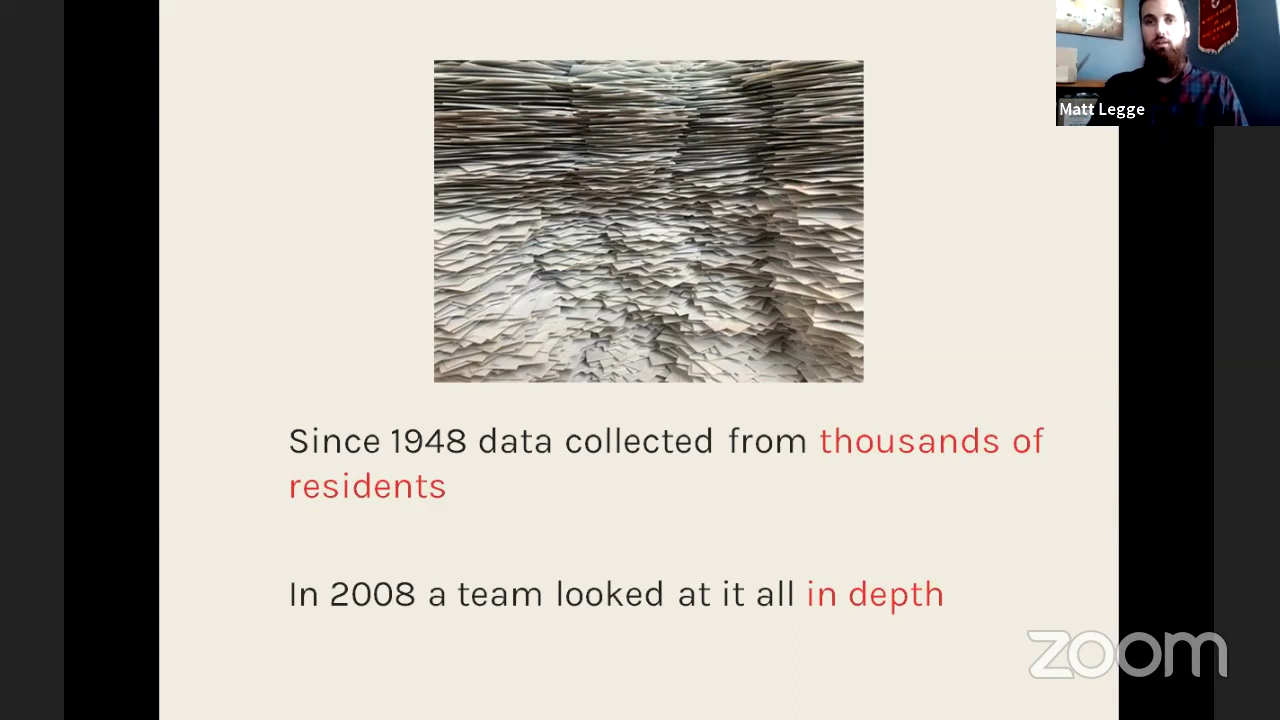 Matt Legge
Since 1948 data collected from thousands of
residents
In 2008 a team looked at it all in depth
zoom